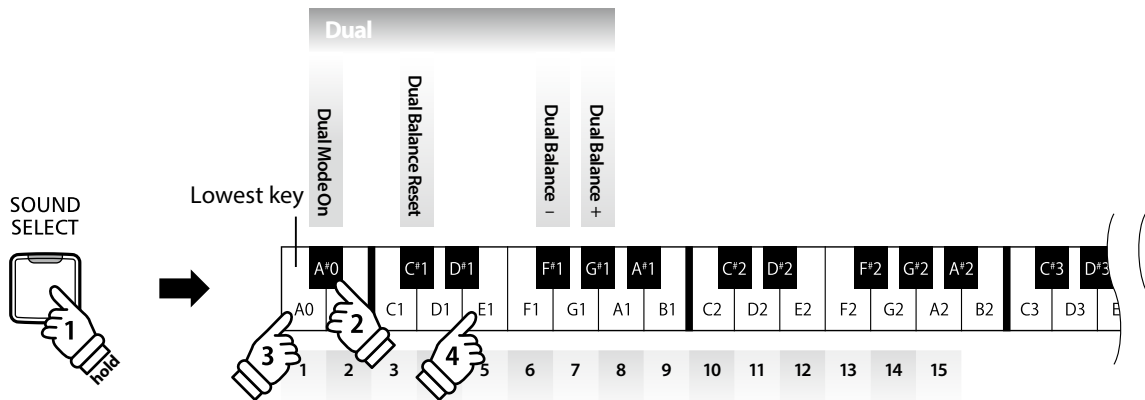 Dual
Dual Mode On
Dual Balance Reset
Dual Balance –
Dual Balance +
SOUND
SELECT
Lowest key
A#0 C#1 D#1 F#1 G#1 A#1 C#2 D#2 F#2 G#2 A#2 C#3 D#3
A0 C1 D1 E1 F1 G1 A1 B1 C2 D2 E2 F2 G2 A2 B2 C3 D3 E
1 hold 2 3 4
1 2 3 5 6 7 8 9 10 11 12 13 14 15